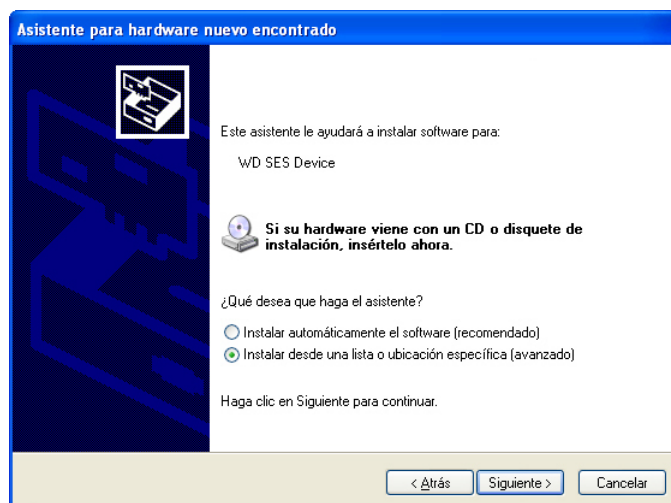 Asistente para hardware nuevo encontrado
Este asistente le ayudará a instalar software para:
WD SES Device
Si su hardware viene con un CD o disquete de
instalación, insértelo ahora.
¿Qué desea que haga el asistente?
Instalar automáticamente el software (recomendado)
Instalar desde una lista o ubicación específica (avanzado)
Haga clic en Siguiente para continuar.
< Atrás Siguiente > Cancelar